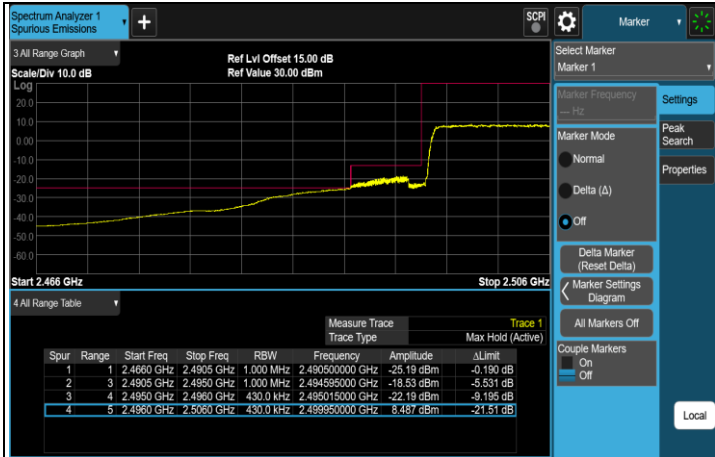 Spectrum Analyzer 1
Spurious Emissions
SCPI
Marker
3 All Range Graph
Ref Lvl Offset 15.00 dB
Scale/Div 10.0 dB
Ref Value 30.00 dBm
Log
20.0
10.0
0.00
-10.0
-20.0
-30.0
-40.0
-50.0
-60.0
Start 2.466 GHz
Stop 2.506 GHz
4 All Range Table
Measure Trace Trace 1
Trace Type Max Hold (Active)
Spur Range Start Freq Stop Freq RBW Frequency Amplitude ΔLimit
1 1 2.4660 GHz 2.4905 GHz 1.000 MHz 2.490500000 GHz -25.19 dBm -0.190 dB
2 3 2.4905 GHz 2.4950 GHz 1.000 MHz 2.494595000 GHz -18.53 dBm -5.531 dB
3 4 2.4950 GHz 2.4960 GHz 430.0 kHz 2.495015000 GHz -22.19 dBm -9.195 dB
4 5 2.4960 GHz 2.5060 GHz 430.0 kHz 2.499950000 GHz 8.487 dBm -21.51 dB
Select Marker
Marker 1
Marker Frequency
--- Hz
Settings
Marker Mode
Normal
Delta (Δ)
Off
Peak
Search
Properties
Delta Marker
(Reset Delta)
Marker Settings
Diagram
All Markers Off
Couple Markers
On
Off
Local